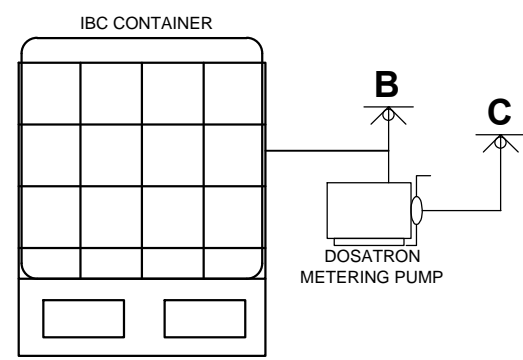 IBC CONTAINER
B
C
DOSATRON
METERING PUMP